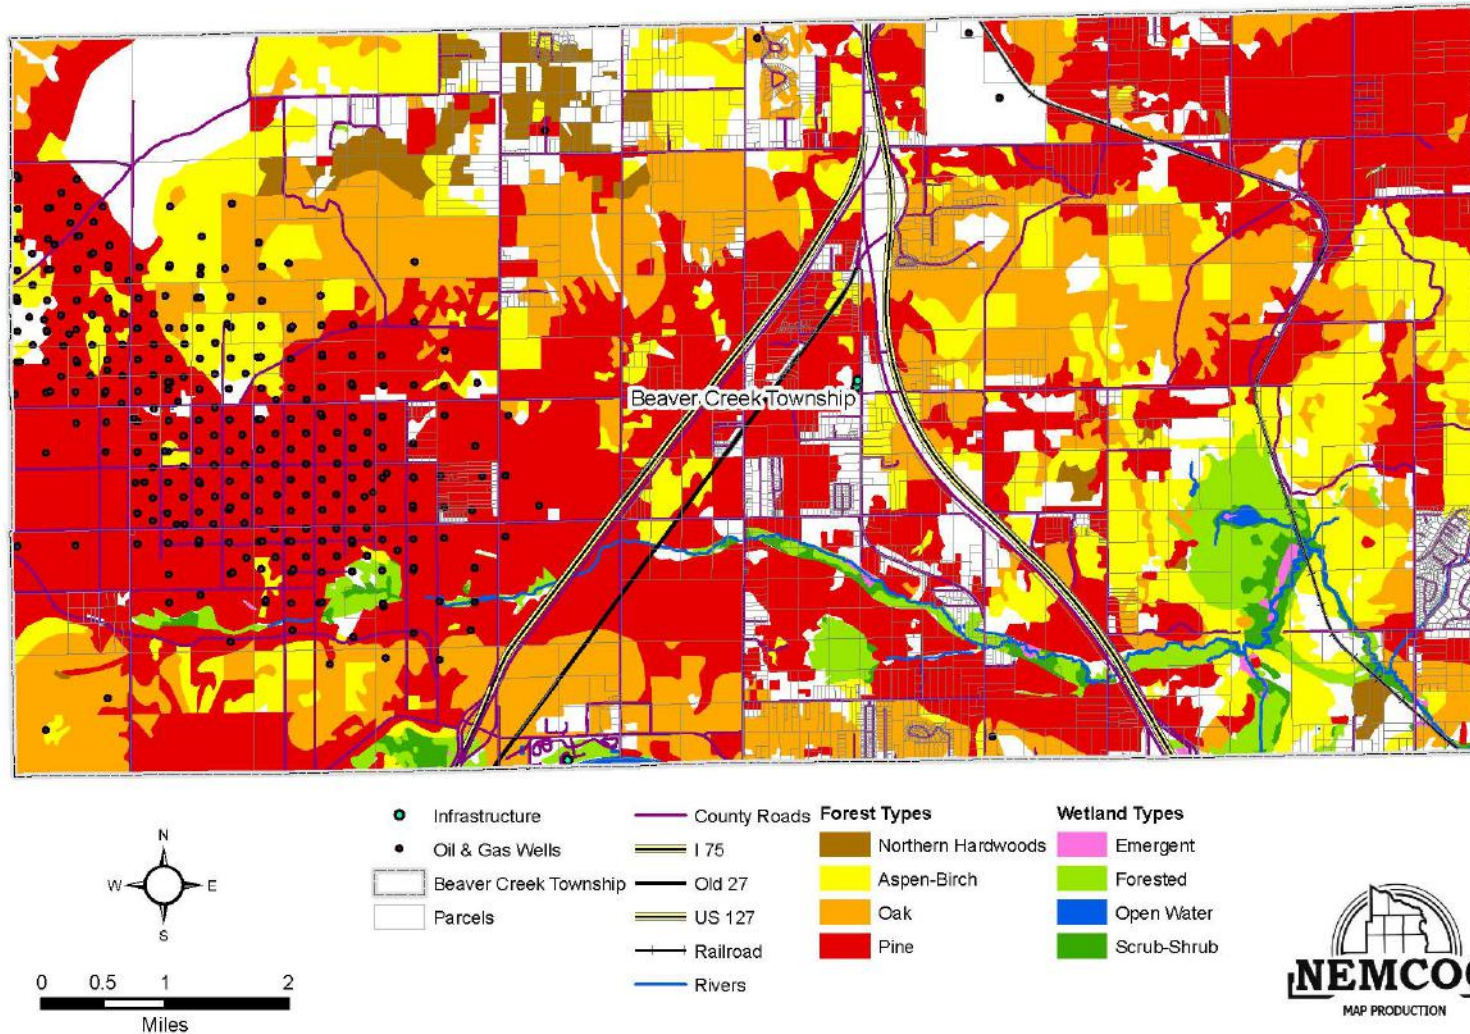 Beaver Creek Township
N
W E
S
0 0.5 1 2
Miles
Infrastructure
Oil & Gas Wells
Beaver Creek Township
Parcels
County Roads
I 75
Old 27
US 127
Railroad
Rivers
Forest Types
Northern Hardwoods
Aspen-Birch
Oak
Pine
Wetland Types
Emergent
Forested
Open Water
Scrub-Shrub
NEMCO
MAP PRODUCTION